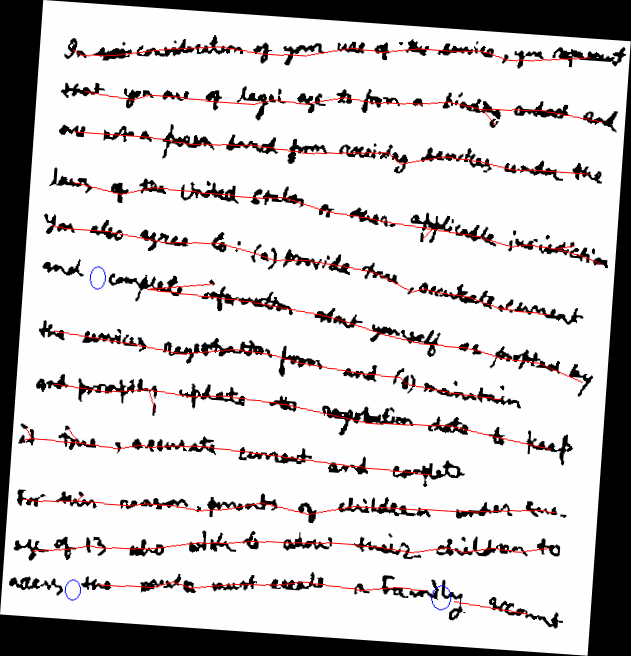 In consideration of your use of the service, you represent
that you are of legal age to form a binding contract and
are not a person barred from receiving services under the
laws of the United States or other applicable jurisdiction
You also agree to: (a) provide true, accurate, current
and complete information about yourself as prompted by
the services registration form and (b) maintain
and promptly update the registration data to keep
it true, accurate current and complete
For this reason, parents of children under the
age of 13 who wish to allow their children to
access the service must create a Family account